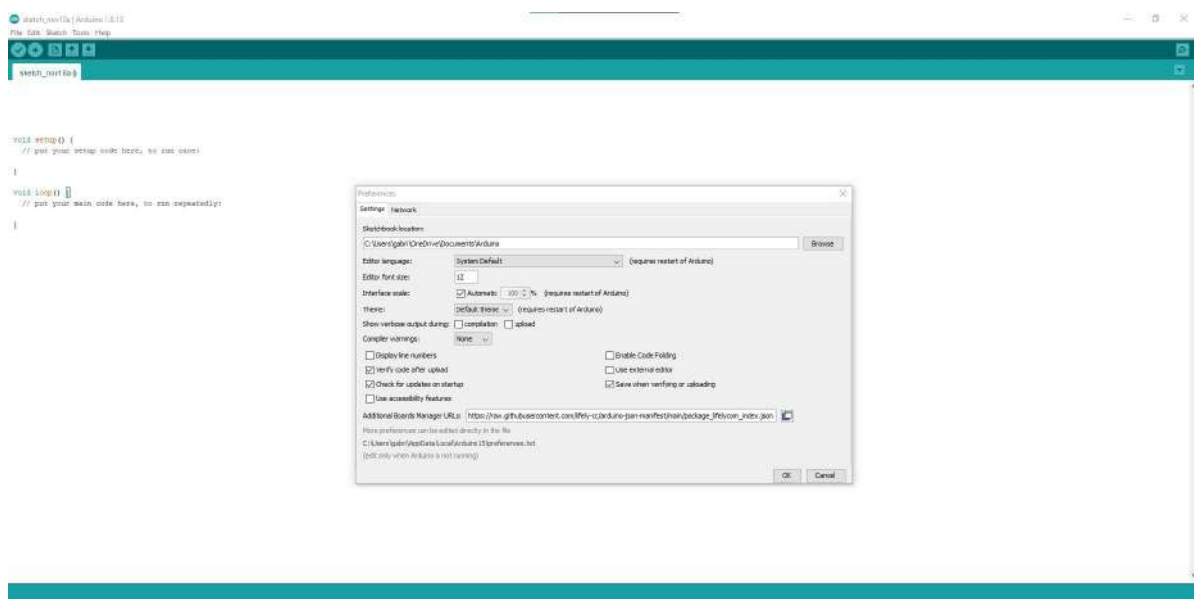 sketch_nov18a | Arduino 1.8.13
File Edit Sketch Tools Help
sketch_nov18a §
void setup() {
// put your setup code here, to run once:
}
void loop() {
// put your main code here, to run repeatedly:
}
Preferences
Settings Network
Sketchbook location:
C:\Users\gabri\OneDrive\Documents\Arduino Browse
Editor language: System Default (requires restart of Arduino)
Editor font size: 12
Interface scale: Automatic 100 % (requires restart of Arduino)
Theme: Default theme (requires restart of Arduino)
Show verbose output during: compilation upload
Compiler warnings: None
Display line numbers Enable Code Folding
Verify code after upload Use external editor
Check for updates on startup Save when verifying or uploading
Use accessibility features
Additional Boards Manager URLs: https://raw.githubusercontent.com/lifely-cc/arduino-json-manifest/main/package_lifelycom_index.json
More preferences can be edited directly in the file
C:\Users\gabri\AppData\Local\Arduino15\preferences.txt
(edit only when Arduino is not running)
OK Cancel